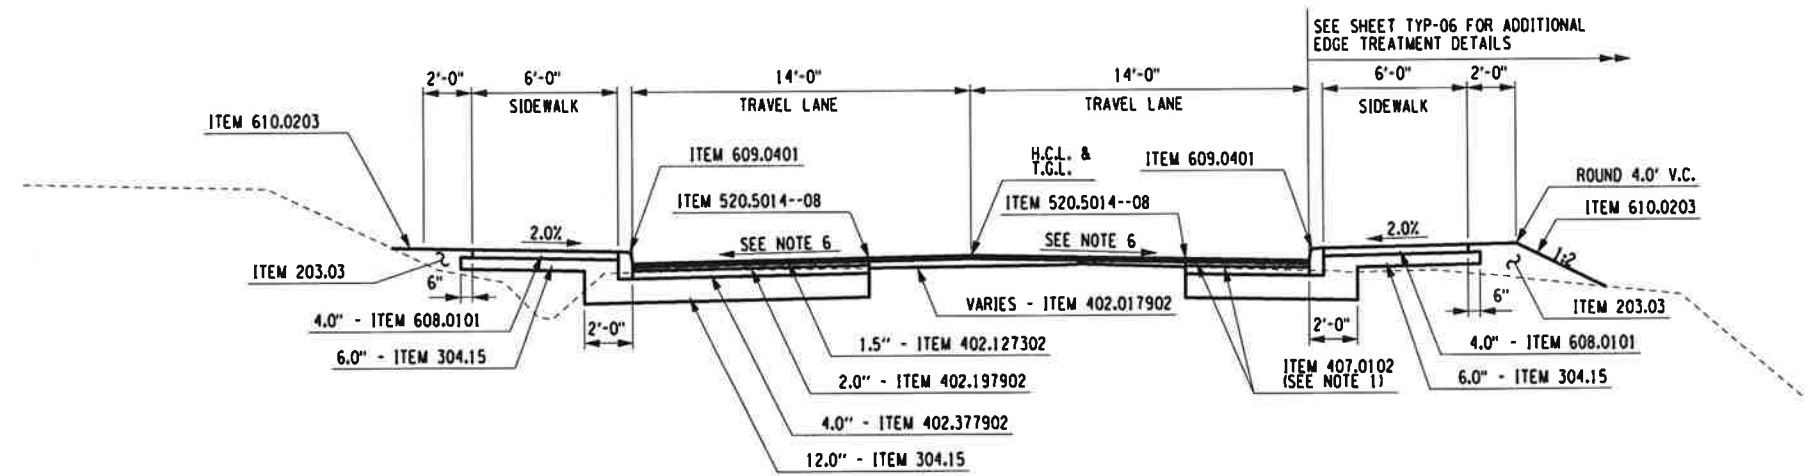 SEE SHEET TYP-06 FOR ADDITIONAL
EDGE TREATMENT DETAILS
2'-0"
6'-0"
14'-0"
14'-0"
6'-0"
2'-0"
SIDEWALK
TRAVEL LANE
TRAVEL LANE
SIDEWALK
ITEM 610.0203
ITEM 609.0401
H.C.L. &
T.G.L.
ITEM 609.0401
ROUND 4.0' V.C.
ITEM 520.5014--08
ITEM 520.5014--08
ITEM 610.0203
2.0%
SEE NOTE 6
SEE NOTE 6
2.0%
1:2
ITEM 203.03
6"
VARIES - ITEM 402.017902
6"
ITEM 203.03
4.0" - ITEM 608.0101
2'-0"
2'-0"
1.5" - ITEM 402.127302
4.0" - ITEM 608.0101
6.0" - ITEM 304.15
ITEM 407.0102
(SEE NOTE 1)
2.0" - ITEM 402.197902
6.0" - ITEM 304.15
4.0" - ITEM 402.377902
12.0" - ITEM 304.15